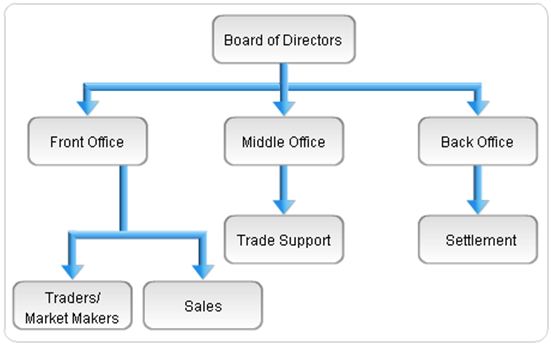 Board of Directors
Front Office
Middle Office
Back Office
Trade Support
Settlement
Traders/
Market Makers
Sales